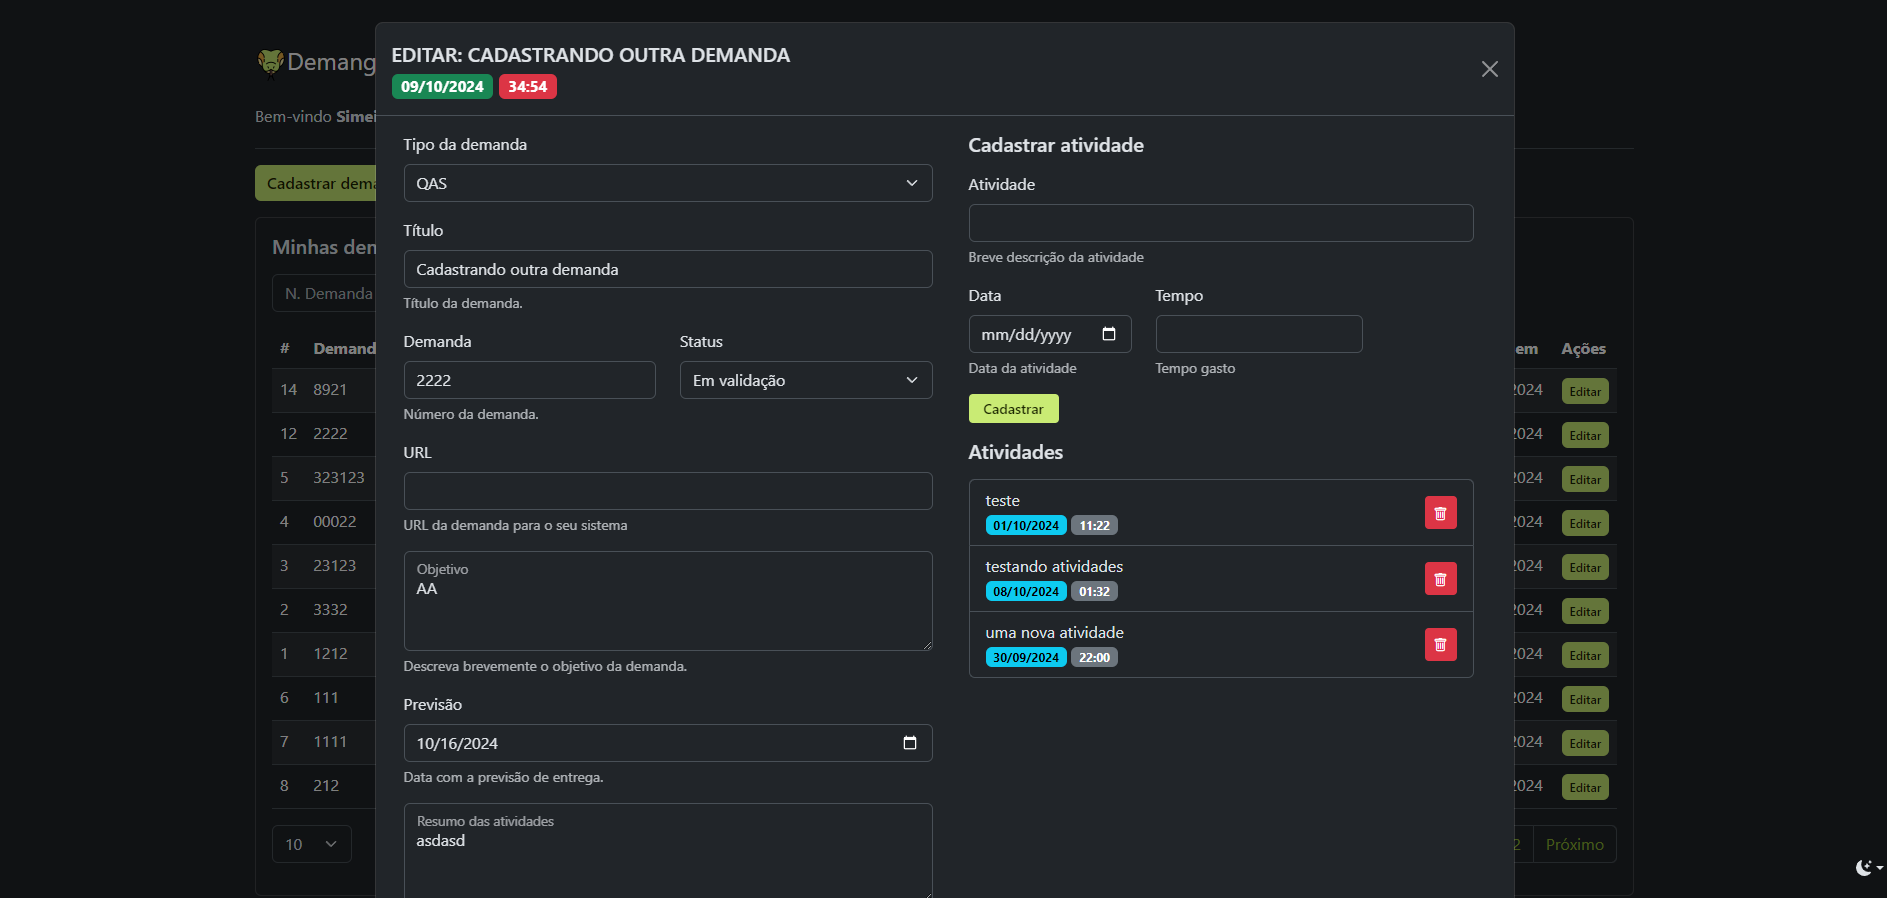 Demang
Bem-vindo Simei
Cadastrar dema
Minhas den
N. Demanda
# Demand
14 8921
12 2222
5 323123
4 00022
3 23123
2 3332
1 1212
6 111
7 1111
8 212
10
EDITAR: CADASTRANDO OUTRA DEMANDA
09/10/2024 34:54
Tipo da demanda
QAS
Título
Cadastrando outra demanda
Título da demanda.
Demanda Status
2222 Em validação
Número da demanda.
URL
URL da demanda para o seu sistema
Objetivo
AA
Descreva brevemente o objetivo da demanda.
Previsão
10/16/2024
Data com a previsão de entrega.
Resumo das atividades
asdasd
Cadastrar atividade
Atividade
Breve descrição da atividade
Data Tempo
mm/dd/yyyy
Data da atividade Tempo gasto
Cadastrar
Atividades
teste
01/10/2024 11:22
testando atividades
08/10/2024 01:32
uma nova atividade
30/09/2024 22:00
em Ações
2024 Editar
2024 Editar
2024 Editar
2024 Editar
2024 Editar
2024 Editar
2024 Editar
2024 Editar
2024 Editar
2024 Editar
2 Próximo